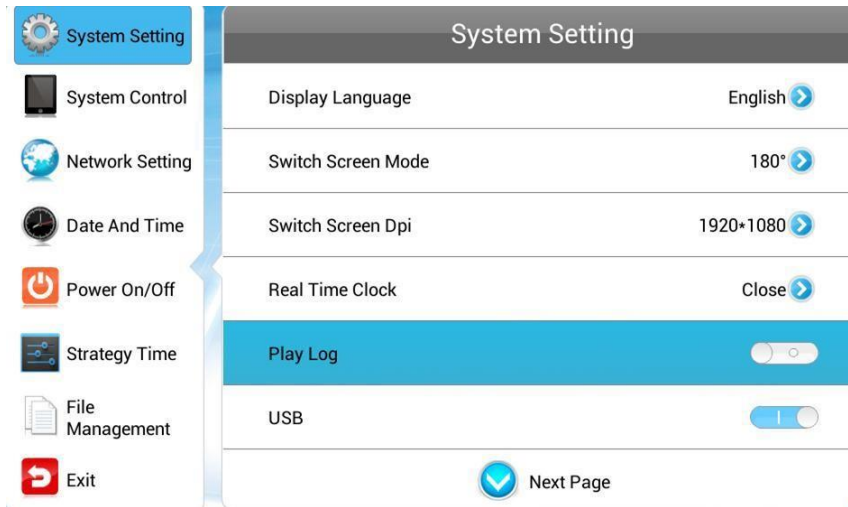 System Setting
System Control
Network Setting
Date And Time
Power On/Off
Strategy Time
File
Management
Exit
System Setting
Display Language English
Switch Screen Mode 180°
Switch Screen Dpi 1920*1080
Real Time Clock Close
Play Log
USB
Next Page